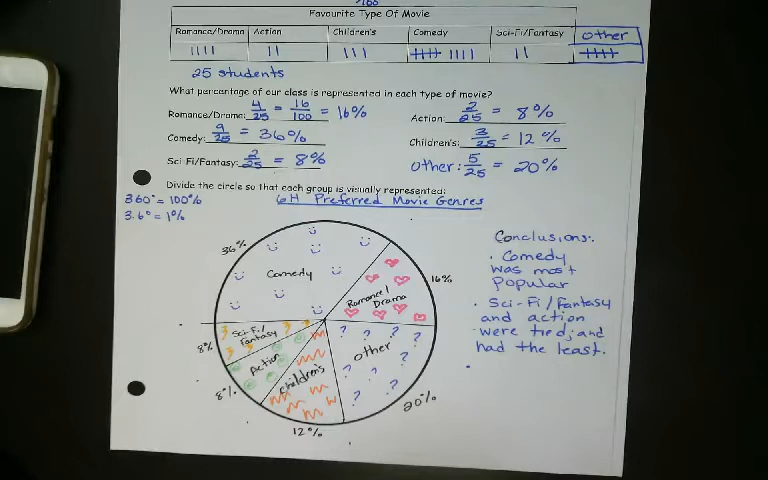 Favourite Type Of Movie
Romance/Drama Action Children's Comedy Sci-Fi/Fantasy other
25 students
What percentage of our class is represented in each type of movie?
Romance/Drama: 4/25 = 16/100 = 16% Action: 2/25 = 8%
Comedy: 9/25 = 36% Children's: 3/25 = 12%
Sci-Fi/Fantasy: 2/25 = 8% other: 5/25 = 20%
Divide the circle so that each group is visually represented:
360° = 100% 6H Preferred Movie Genres
3.6° = 1%
36%
Comedy
16%
Romance/
Drama
Sci-Fi/
Fantasy
8%
Action
8%
Children's
12%
other
20%
Conclusions:
· Comedy
was most
popular
· Sci-Fi/Fantasy
and action
were tied; and
had the least.